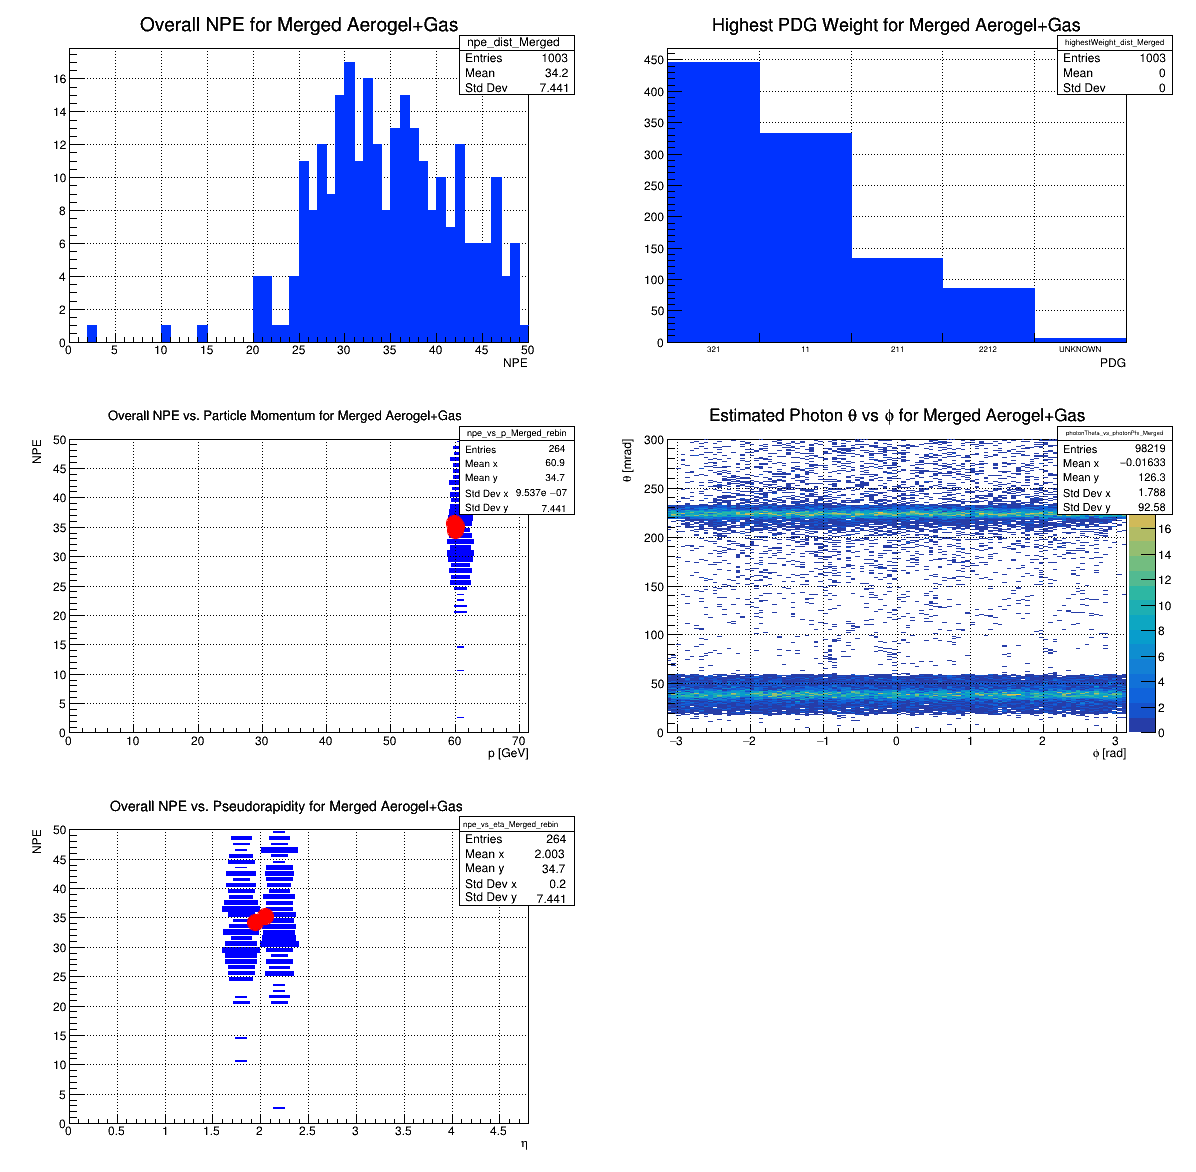 Overall NPE for Merged Aerogel+Gas
npe_dist_Merged
Entries 1003
Mean 34.2
Std Dev 7.441
16
14
12
10
8
6
4
2
0
0 5 10 15 20 25 30 35 40 45 50
NPE
Highest PDG Weight for Merged Aerogel+Gas
highestWeight_dist_Merged
Entries 1003
Mean 0
Std Dev 0
450
400
350
300
250
200
150
100
50
0
321 11 211 2212 UNKNOWN
PDG
Overall NPE vs. Particle Momentum for Merged Aerogel+Gas
NPE
npe_vs_p_Merged_rebin
Entries 264
Mean x 60.9
Mean y 34.7
Std Dev x 9.537e −07
Std Dev y 7.441
50
45
40
35
30
25
20
15
10
5
0
0 10 20 30 40 50 60 70
p [GeV]
Estimated Photon θ vs ϕ for Merged Aerogel+Gas
θ [mrad]
photonTheta_vs_photonPhi_Merged
Entries 98219
Mean x −0.01633
Mean y 126.3
Std Dev x 1.788
Std Dev y 92.58
300
250
200
150
100
50
0
−3 −2 −1 0 1 2 3
ϕ [rad]
16
14
12
10
8
6
4
2
0
Overall NPE vs. Pseudorapidity for Merged Aerogel+Gas
NPE
npe_vs_eta_Merged_rebin
Entries 264
Mean x 2.003
Mean y 34.7
Std Dev x 0.2
Std Dev y 7.441
50
45
40
35
30
25
20
15
10
5
0
0 0.5 1 1.5 2 2.5 3 3.5 4 4.5
η